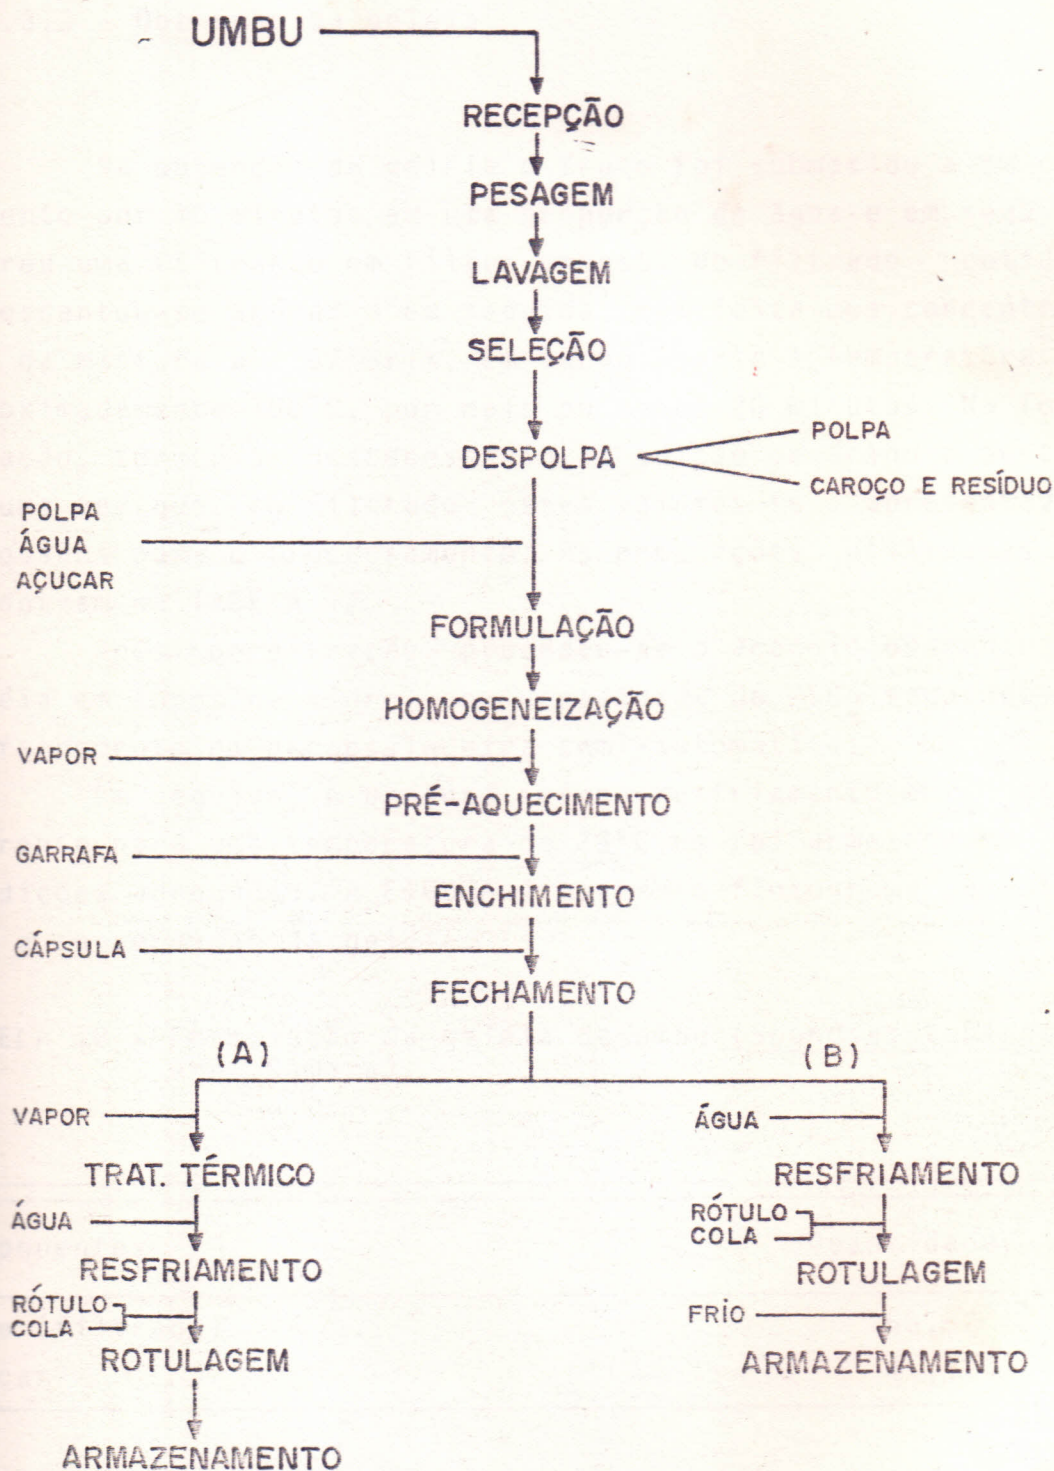 UMBU
RECEPÇÃO
PESAGEM
LAVAGEM
SELEÇÃO
DESPOLPA
POLPA
CAROÇO E RESÍDUO
POLPA
ÁGUA
AÇUCAR
FORMULAÇÃO
HOMOGENEIZAÇÃO
VAPOR
PRÉ-AQUECIMENTO
GARRAFA
ENCHIMENTO
CÁPSULA
FECHAMENTO
(A)
VAPOR
TRAT. TÉRMICO
ÁGUA
RESFRIAMENTO
RÓTULO
COLA
ROTULAGEM
ARMAZENAMENTO
(B)
ÁGUA
RESFRIAMENTO
RÓTULO
COLA
ROTULAGEM
FRIO
ARMAZENAMENTO